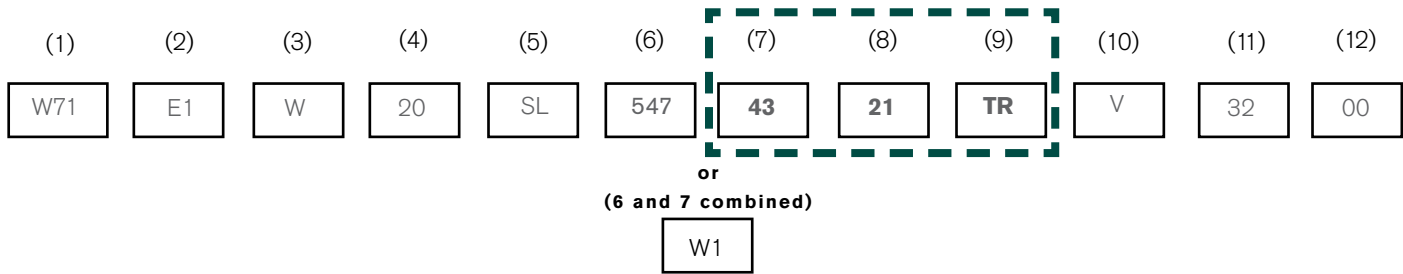 (1) (2) (3) (4) (5) (6) (7) (8) (9) (10) (11) (12)
W71 E1 W 20 SL 547 43 21 TR V 32 00
or
(6 and 7 combined)
W1